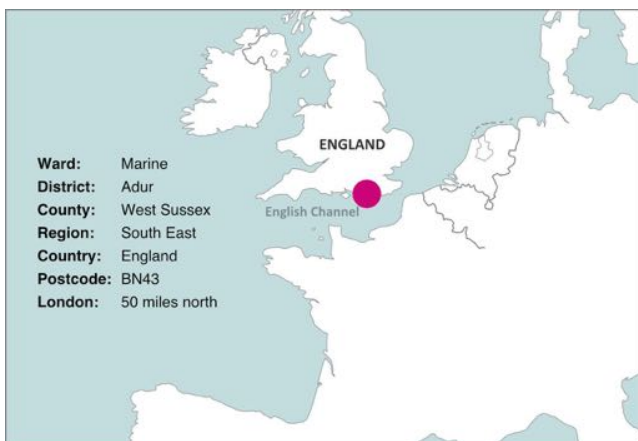 ENGLAND
Ward: Marine
District: Adur
County: West Sussex
Region: South East
Country: England
Postcode: BN43
London: 50 miles north
English Channel